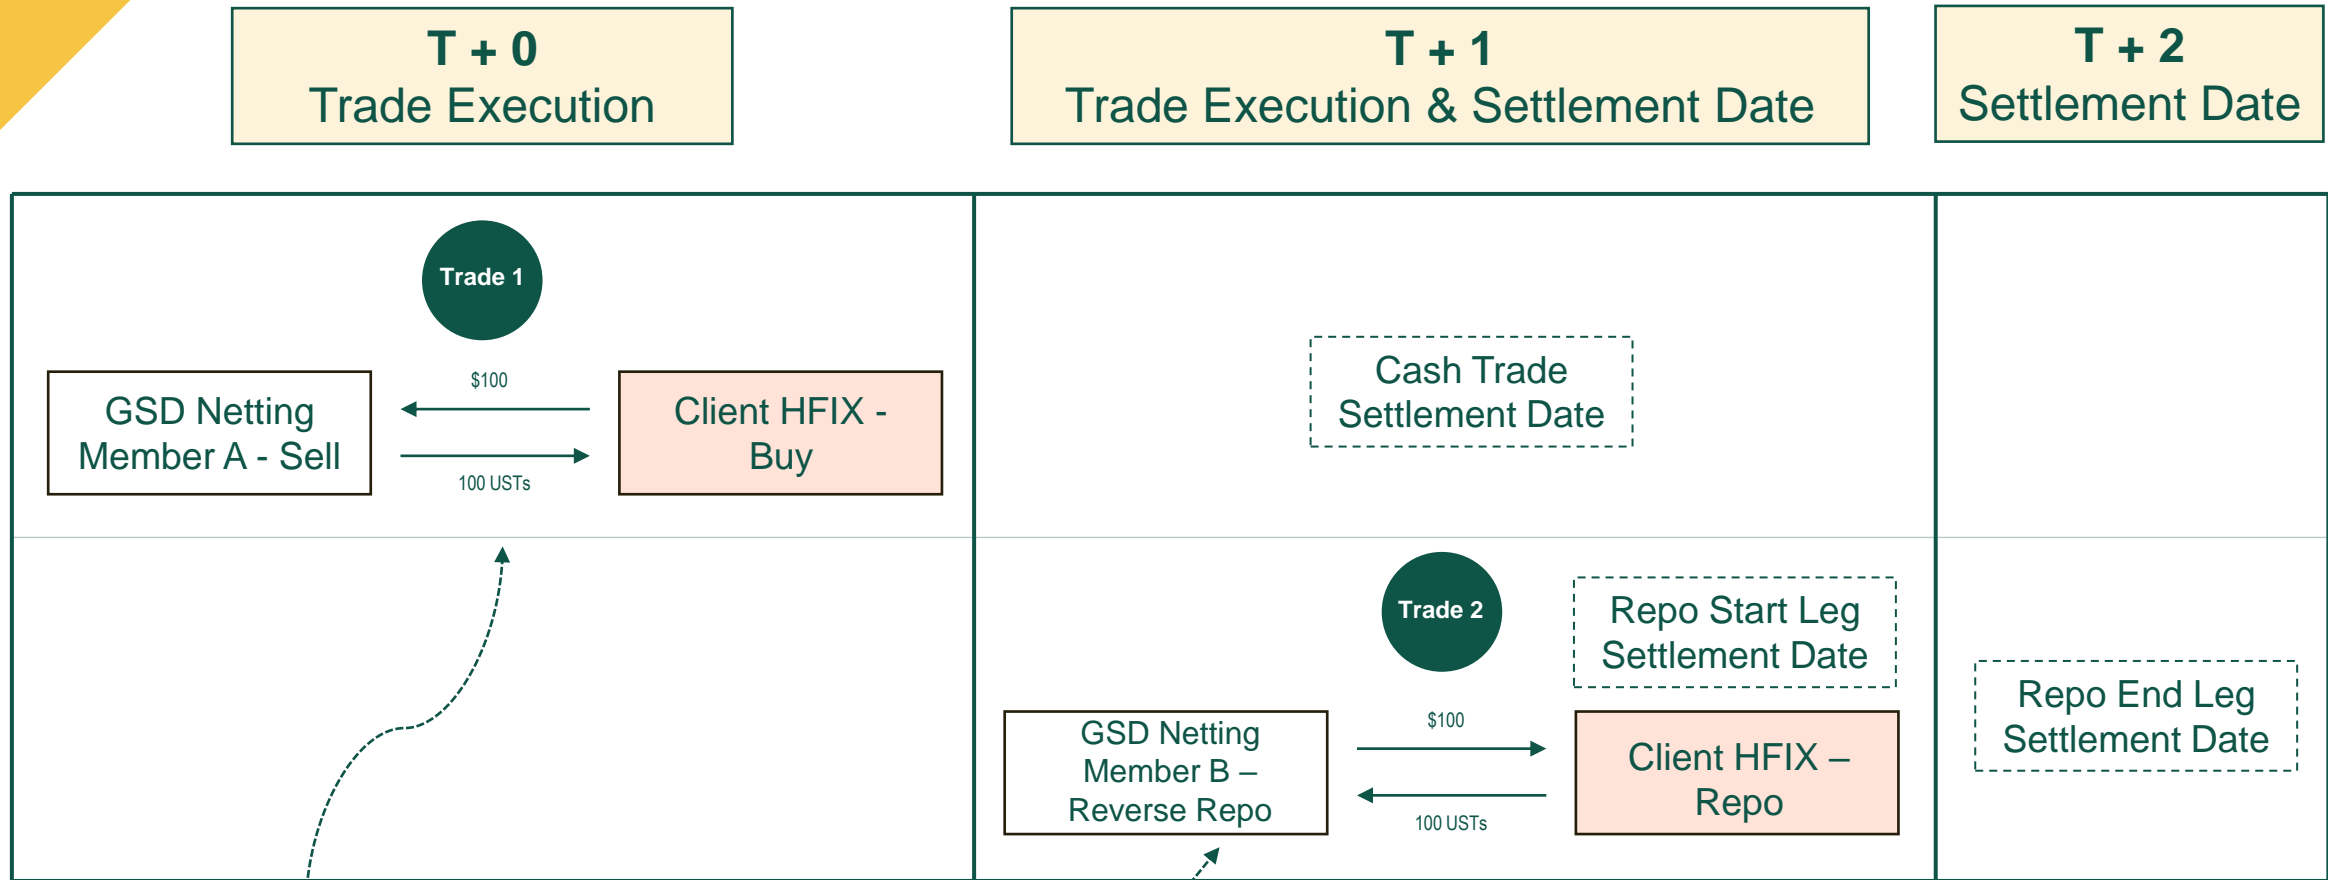 T + 0
Trade Execution
T + 1
Trade Execution & Settlement Date
T + 2
Settlement Date
Trade 1
GSD Netting
Member A - Sell
$100
100 USTs
Client HFIX -
Buy
Cash Trade
Settlement Date
Trade 2
Repo Start Leg
Settlement Date
GSD Netting
Member B –
Reverse Repo
$100
100 USTs
Client HFIX –
Repo
Repo End Leg
Settlement Date